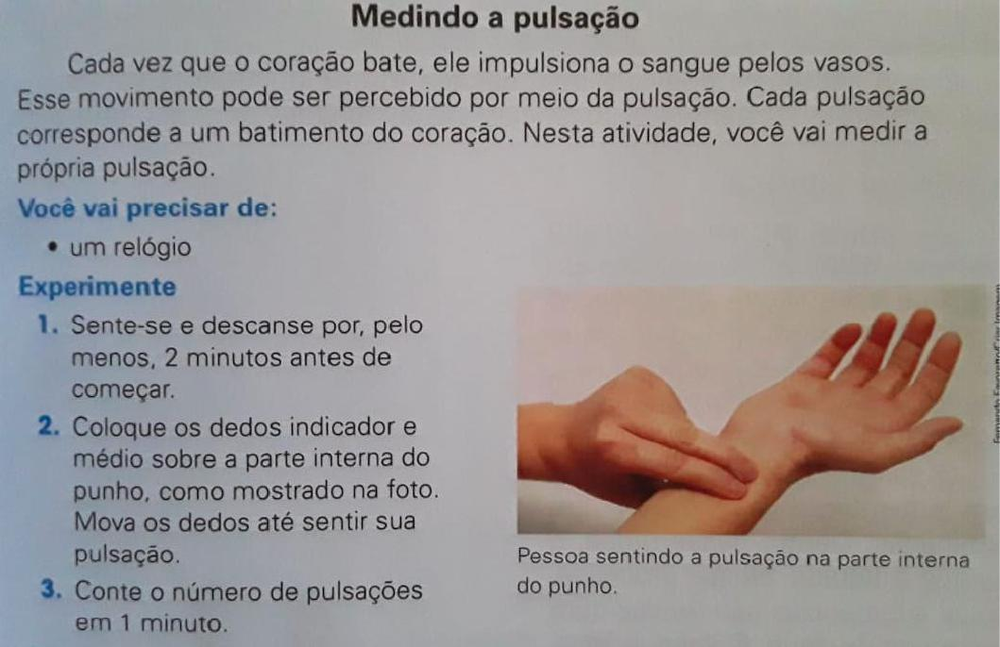 Medindo a pulsação
Cada vez que o coração bate, ele impulsiona o sangue pelos vasos.
Esse movimento pode ser percebido por meio da pulsação. Cada pulsação
corresponde a um batimento do coração. Nesta atividade, você vai medir a
própria pulsação.
Você vai precisar de:
• um relógio
Experimente
1. Sente-se e descanse por, pelo
menos, 2 minutos antes de
começar.
2. Coloque os dedos indicador e
médio sobre a parte interna do
punho, como mostrado na foto.
Mova os dedos até sentir sua
pulsação.
3. Conte o número de pulsações
em 1 minuto.
Pessoa sentindo a pulsação na parte interna
do punho.